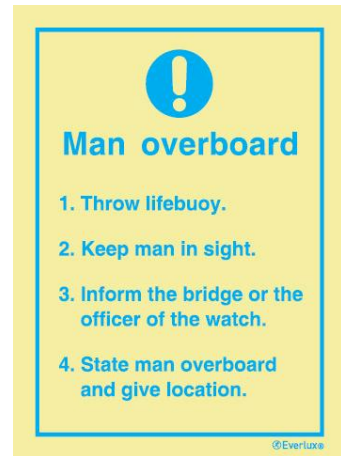 Man overboard
1. Throw lifebuoy.
2. Keep man in sight.
3. Inform the bridge or the
officer of the watch.
4. State man overboard
and give location.
Everlux®